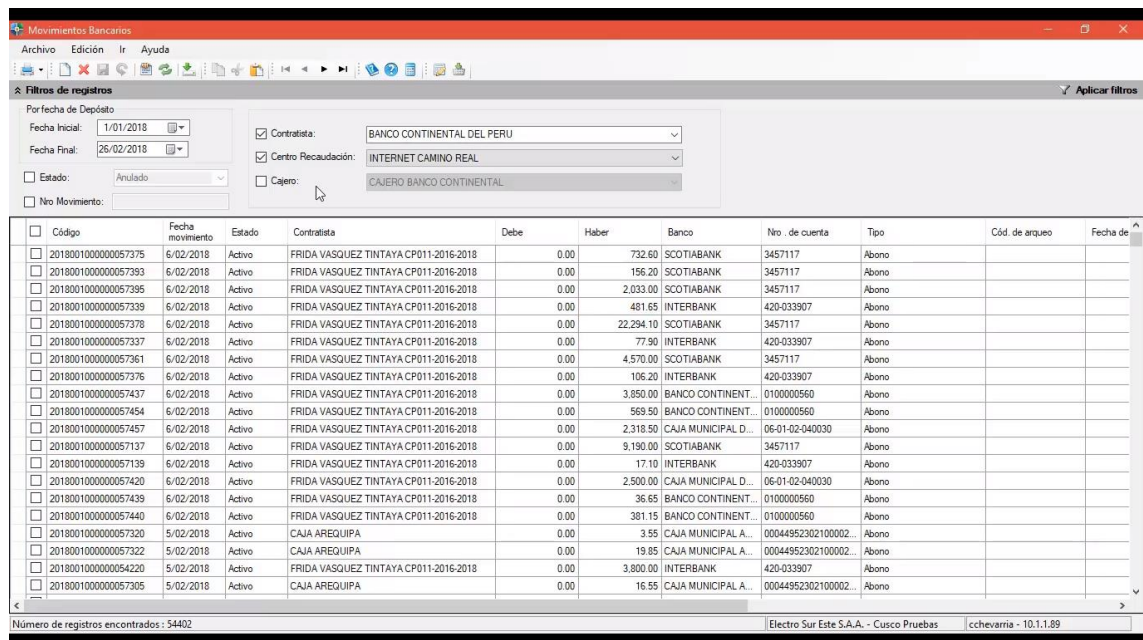 Movimientos Bancarios
Archivo Edición Ir Ayuda
Filtros de registros Aplicar filtros
Por fecha de Depósito
Fecha Inicial: 1/01/2018
Fecha Final: 26/02/2018
Contratista: BANCO CONTINENTAL DEL PERU
Centro Recaudación: INTERNET CAMINO REAL
Estado: Anulado
Cajero: CAJERO BANCO CONTINENTAL
Nro Movimiento:
Código Fecha movimiento Estado Contratista Debe Haber Banco Nro . de cuenta Tipo Cód. de arqueo Fecha de
2018001000000057375 6/02/2018 Activo FRIDA VASQUEZ TINTAYA CP011-2016-2018 0.00 732.60 SCOTIABANK 3457117 Abono
2018001000000057393 6/02/2018 Activo FRIDA VASQUEZ TINTAYA CP011-2016-2018 0.00 156.20 SCOTIABANK 3457117 Abono
2018001000000057395 6/02/2018 Activo FRIDA VASQUEZ TINTAYA CP011-2016-2018 0.00 2,033.00 SCOTIABANK 3457117 Abono
2018001000000057339 6/02/2018 Activo FRIDA VASQUEZ TINTAYA CP011-2016-2018 0.00 481.65 INTERBANK 420-033907 Abono
2018001000000057378 6/02/2018 Activo FRIDA VASQUEZ TINTAYA CP011-2016-2018 0.00 22,294.10 SCOTIABANK 3457117 Abono
2018001000000057337 6/02/2018 Activo FRIDA VASQUEZ TINTAYA CP011-2016-2018 0.00 77.90 INTERBANK 420-033907 Abono
2018001000000057361 6/02/2018 Activo FRIDA VASQUEZ TINTAYA CP011-2016-2018 0.00 4,570.00 SCOTIABANK 3457117 Abono
2018001000000057376 6/02/2018 Activo FRIDA VASQUEZ TINTAYA CP011-2016-2018 0.00 106.20 INTERBANK 420-033907 Abono
2018001000000057437 6/02/2018 Activo FRIDA VASQUEZ TINTAYA CP011-2016-2018 0.00 3,850.00 BANCO CONTINENT... 0100000560 Abono
2018001000000057454 6/02/2018 Activo FRIDA VASQUEZ TINTAYA CP011-2016-2018 0.00 569.50 BANCO CONTINENT... 0100000560 Abono
2018001000000057457 6/02/2018 Activo FRIDA VASQUEZ TINTAYA CP011-2016-2018 0.00 2,318.50 CAJA MUNICIPAL D... 06-01-02-040030 Abono
2018001000000057137 6/02/2018 Activo FRIDA VASQUEZ TINTAYA CP011-2016-2018 0.00 9,190.00 SCOTIABANK 3457117 Abono
2018001000000057139 6/02/2018 Activo FRIDA VASQUEZ TINTAYA CP011-2016-2018 0.00 17.10 INTERBANK 420-033907 Abono
2018001000000057420 6/02/2018 Activo FRIDA VASQUEZ TINTAYA CP011-2016-2018 0.00 2,500.00 CAJA MUNICIPAL D... 06-01-02-040030 Abono
2018001000000057439 6/02/2018 Activo FRIDA VASQUEZ TINTAYA CP011-2016-2018 0.00 36.65 BANCO CONTINENT... 0100000560 Abono
2018001000000057440 6/02/2018 Activo FRIDA VASQUEZ TINTAYA CP011-2016-2018 0.00 381.15 BANCO CONTINENT... 0100000560 Abono
2018001000000057320 5/02/2018 Activo CAJA AREQUIPA 0.00 3.55 CAJA MUNICIPAL A... 00044952302100002... Abono
2018001000000057322 5/02/2018 Activo CAJA AREQUIPA 0.00 19.85 CAJA MUNICIPAL A... 00044952302100002... Abono
2018001000000054220 5/02/2018 Activo FRIDA VASQUEZ TINTAYA CP011-2016-2018 0.00 3,800.00 INTERBANK 420-033907 Abono
2018001000000057305 5/02/2018 Activo CAJA AREQUIPA 0.00 16.55 CAJA MUNICIPAL A... 00044952302100002... Abono
Número de registros encontrados : 54402 Electro Sur Este S.A.A. - Cusco Pruebas cchevarria - 10.1.1.89